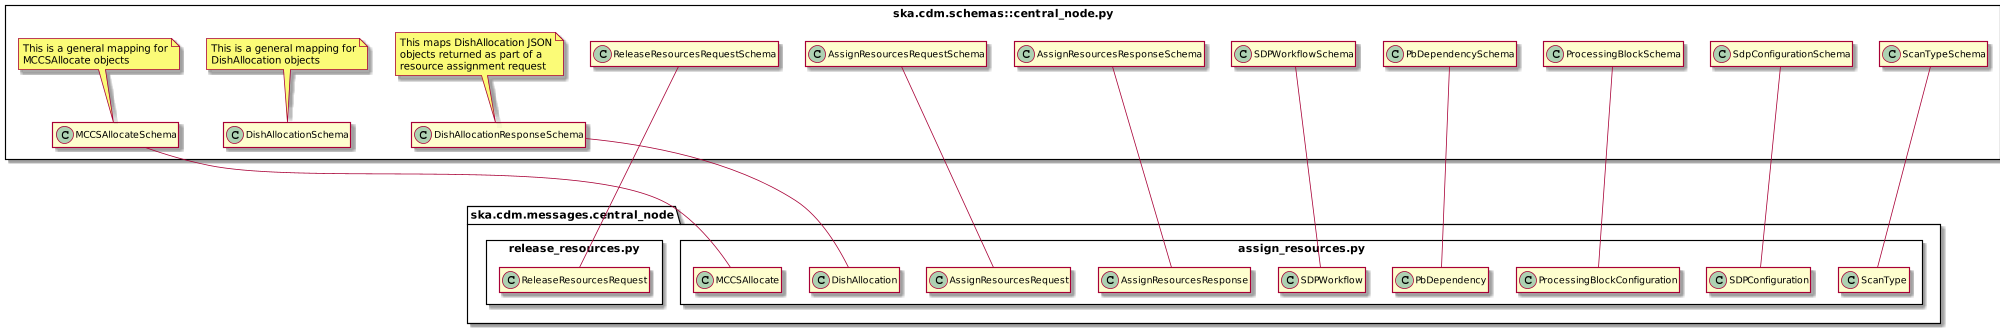 ska.cdm.schemas::central_node.py
This is a general mapping for
MCCSAllocate objects
This is a general mapping for
DishAllocation objects
This maps DishAllocation JSON
objects returned as part of a
resource assignment request
C ReleaseResourcesRequestSchema
C AssignResourcesRequestSchema
C AssignResourcesResponseSchema
C SDPWorkflowSchema
C PbDependencySchema
C ProcessingBlockSchema
C SdpConfigurationSchema
C ScanTypeSchema
C MCCSAllocateSchema
C DishAllocationSchema
C DishAllocationResponseSchema
ska.cdm.messages.central_node
release_resources.py
assign_resources.py
C ReleaseResourcesRequest
C MCCSAllocate
C DishAllocation
C AssignResourcesRequest
C AssignResourcesResponse
C SDPWorkflow
C PbDependency
C ProcessingBlockConfiguration
C SDPConfiguration
C ScanType